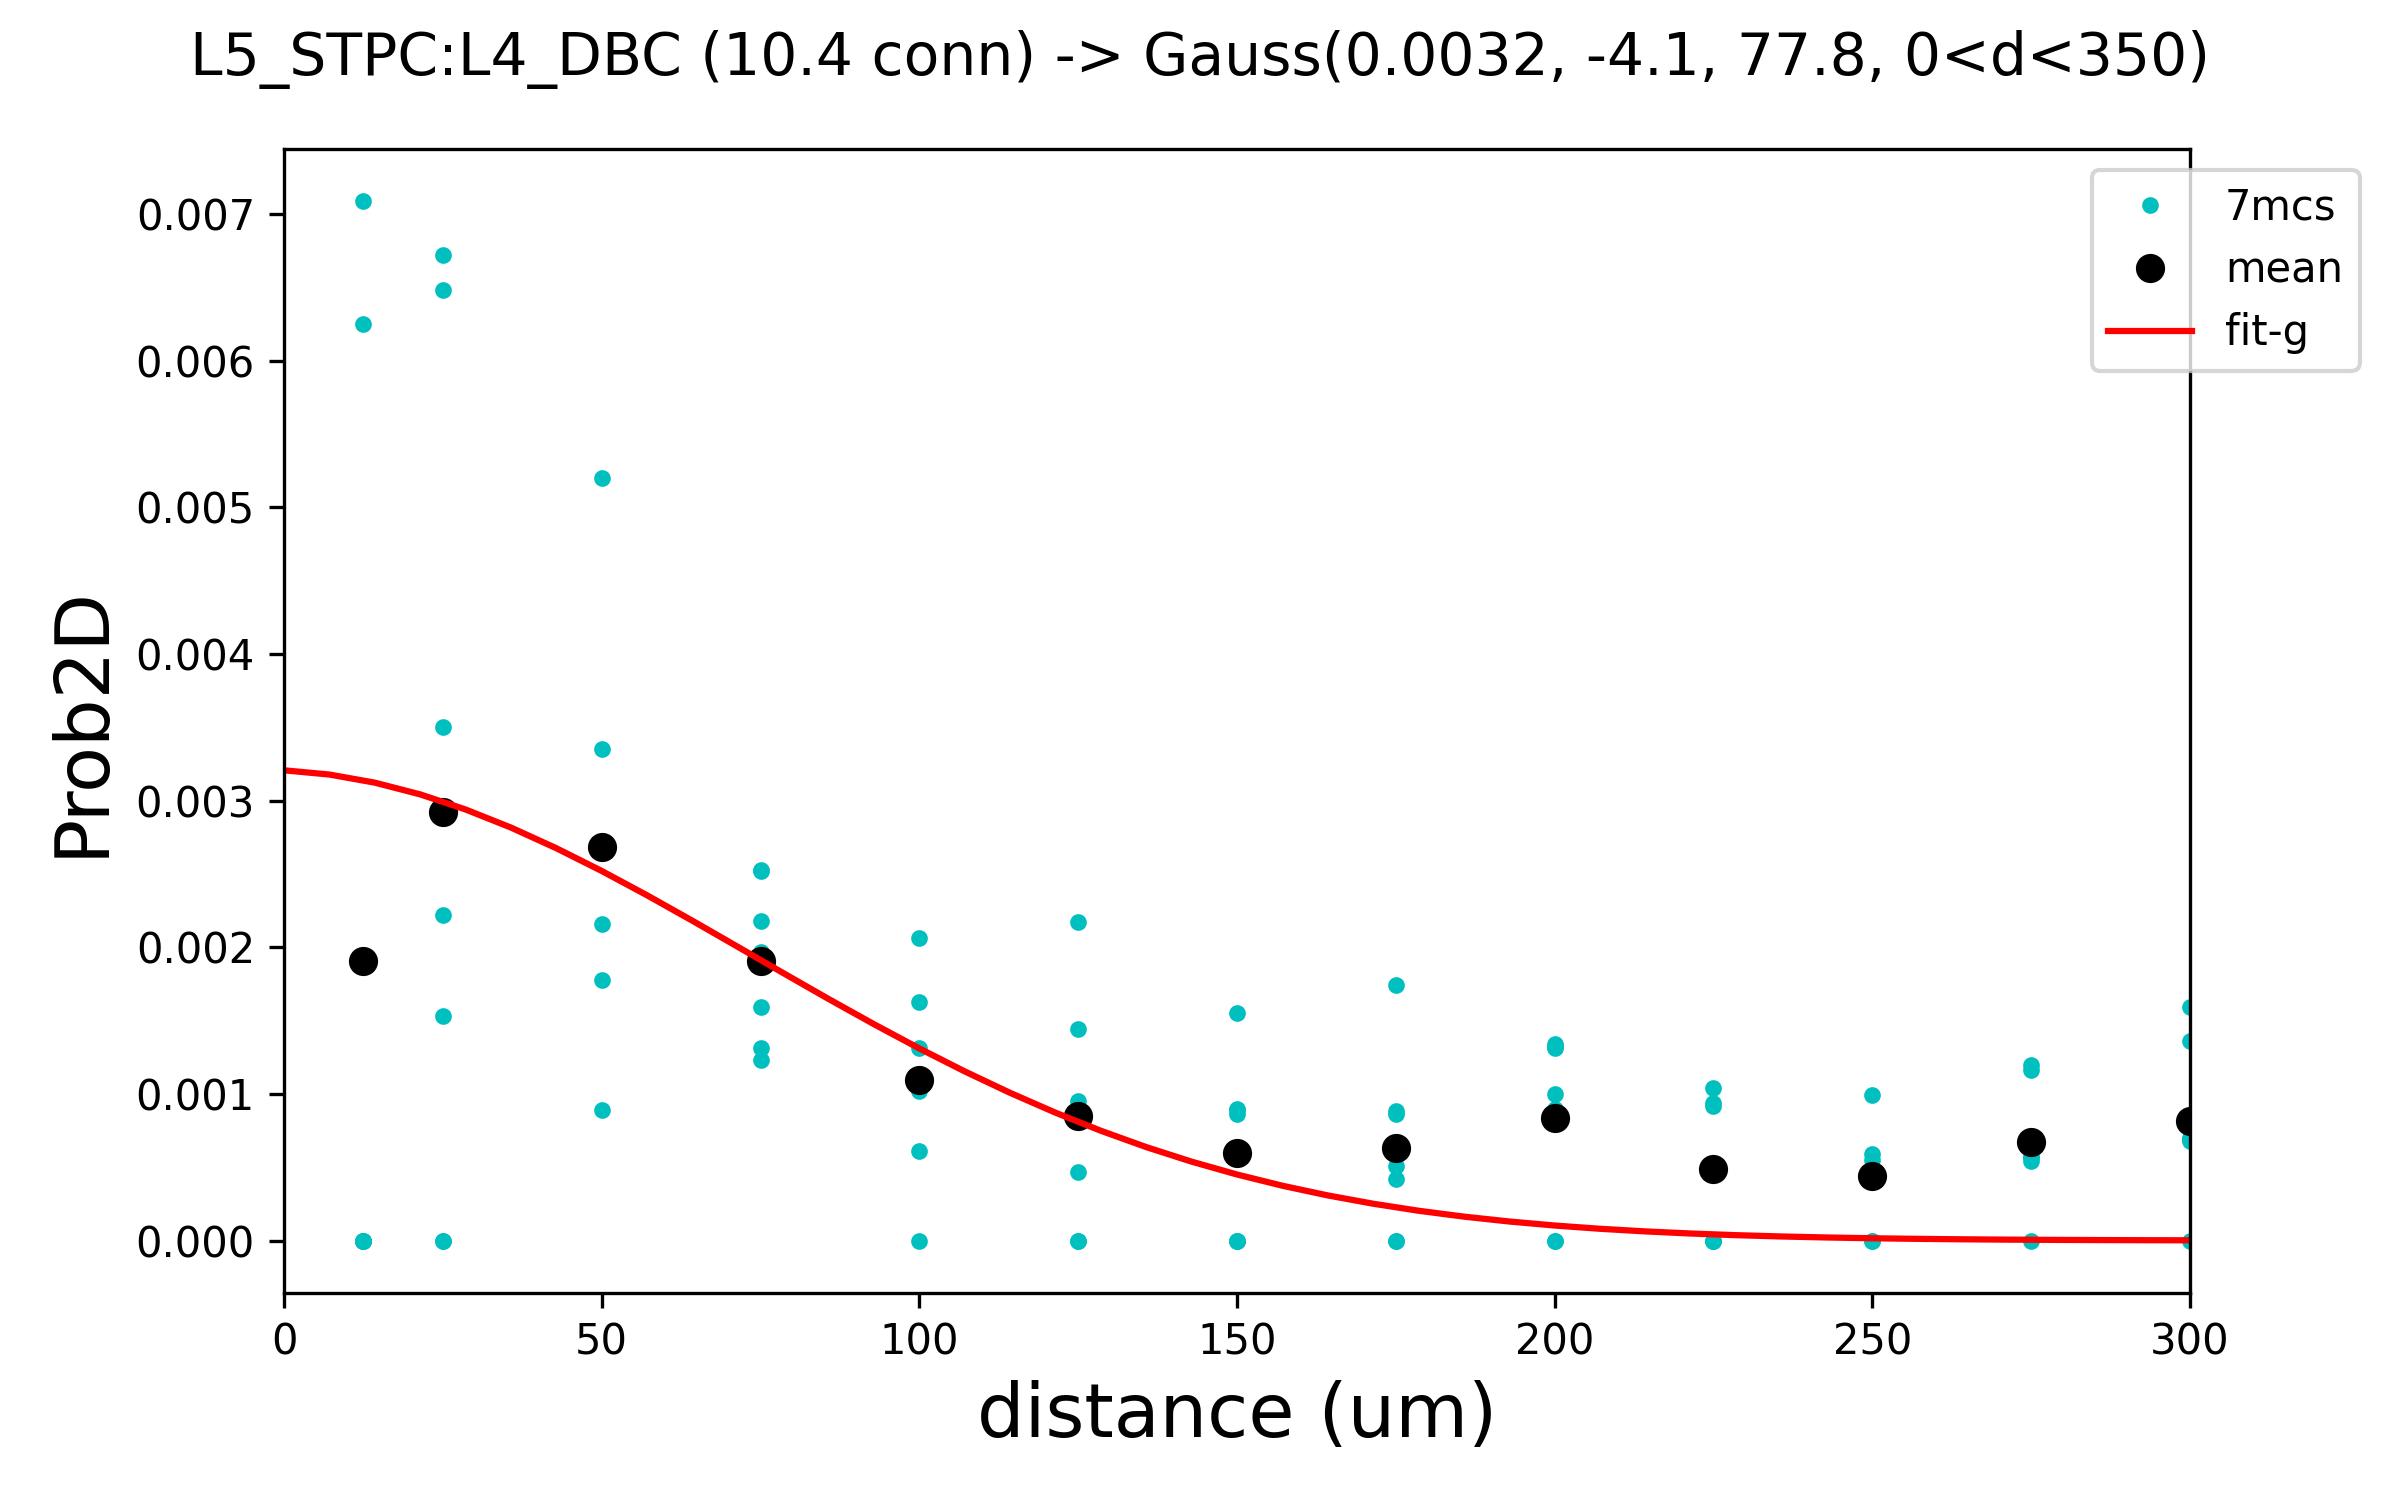 L5_STPC:L4_DBC (10.4 conn) -> Gauss(0.0032, -4.1, 77.8, 0<d<350)
7mcs
mean
fit-g
Prob2D
0.007
0.006
0.005
0.004
0.003
0.002
0.001
0.000
0 50 100 150 200 250 300
distance (um)